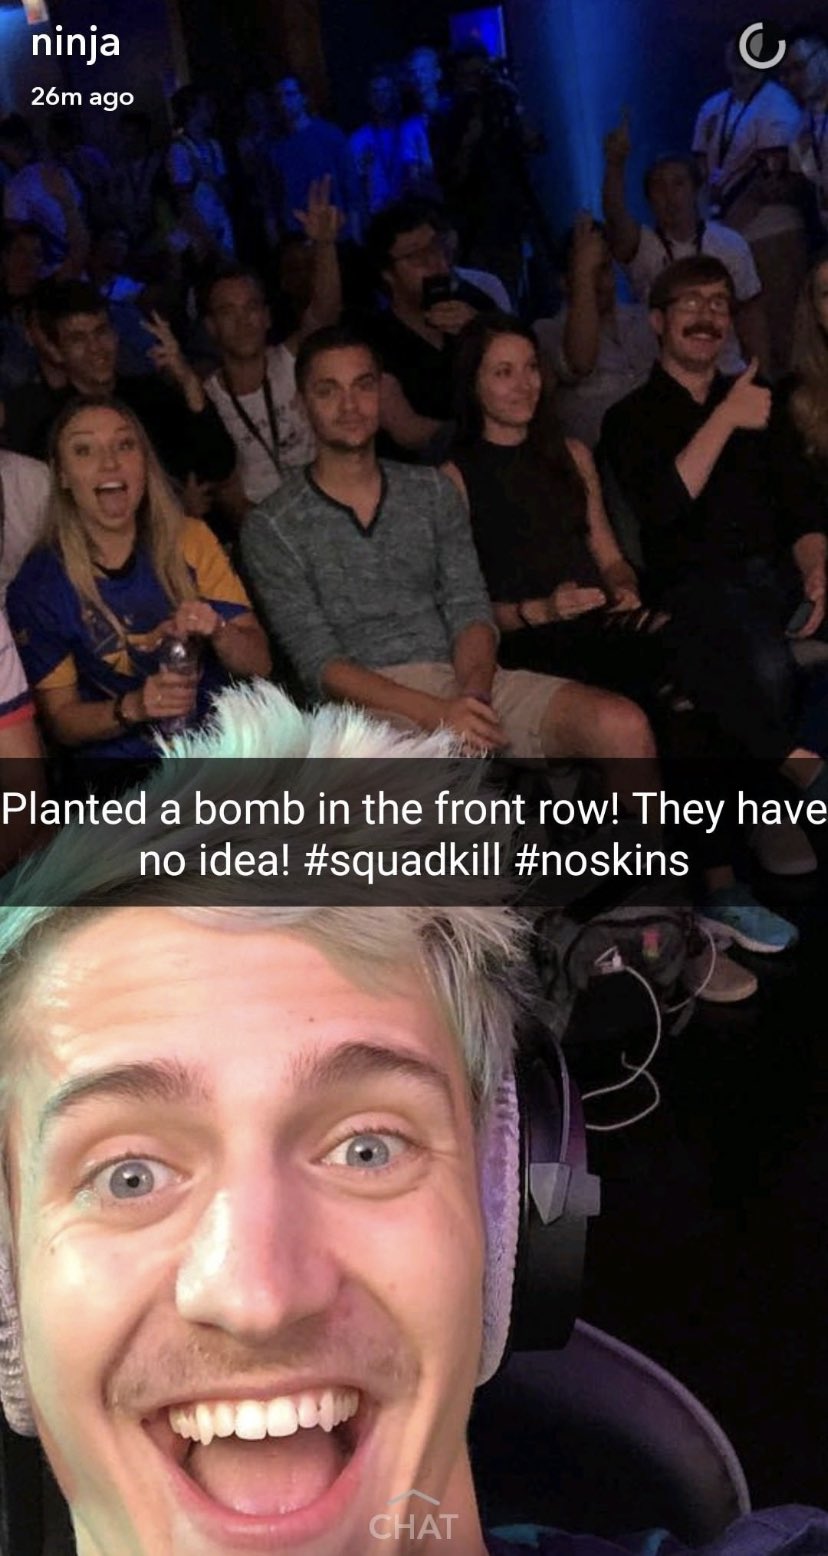 ninja
26m ago
Planted a bomb in the front row! They have
no idea! #squadkill #noskins
CHAT